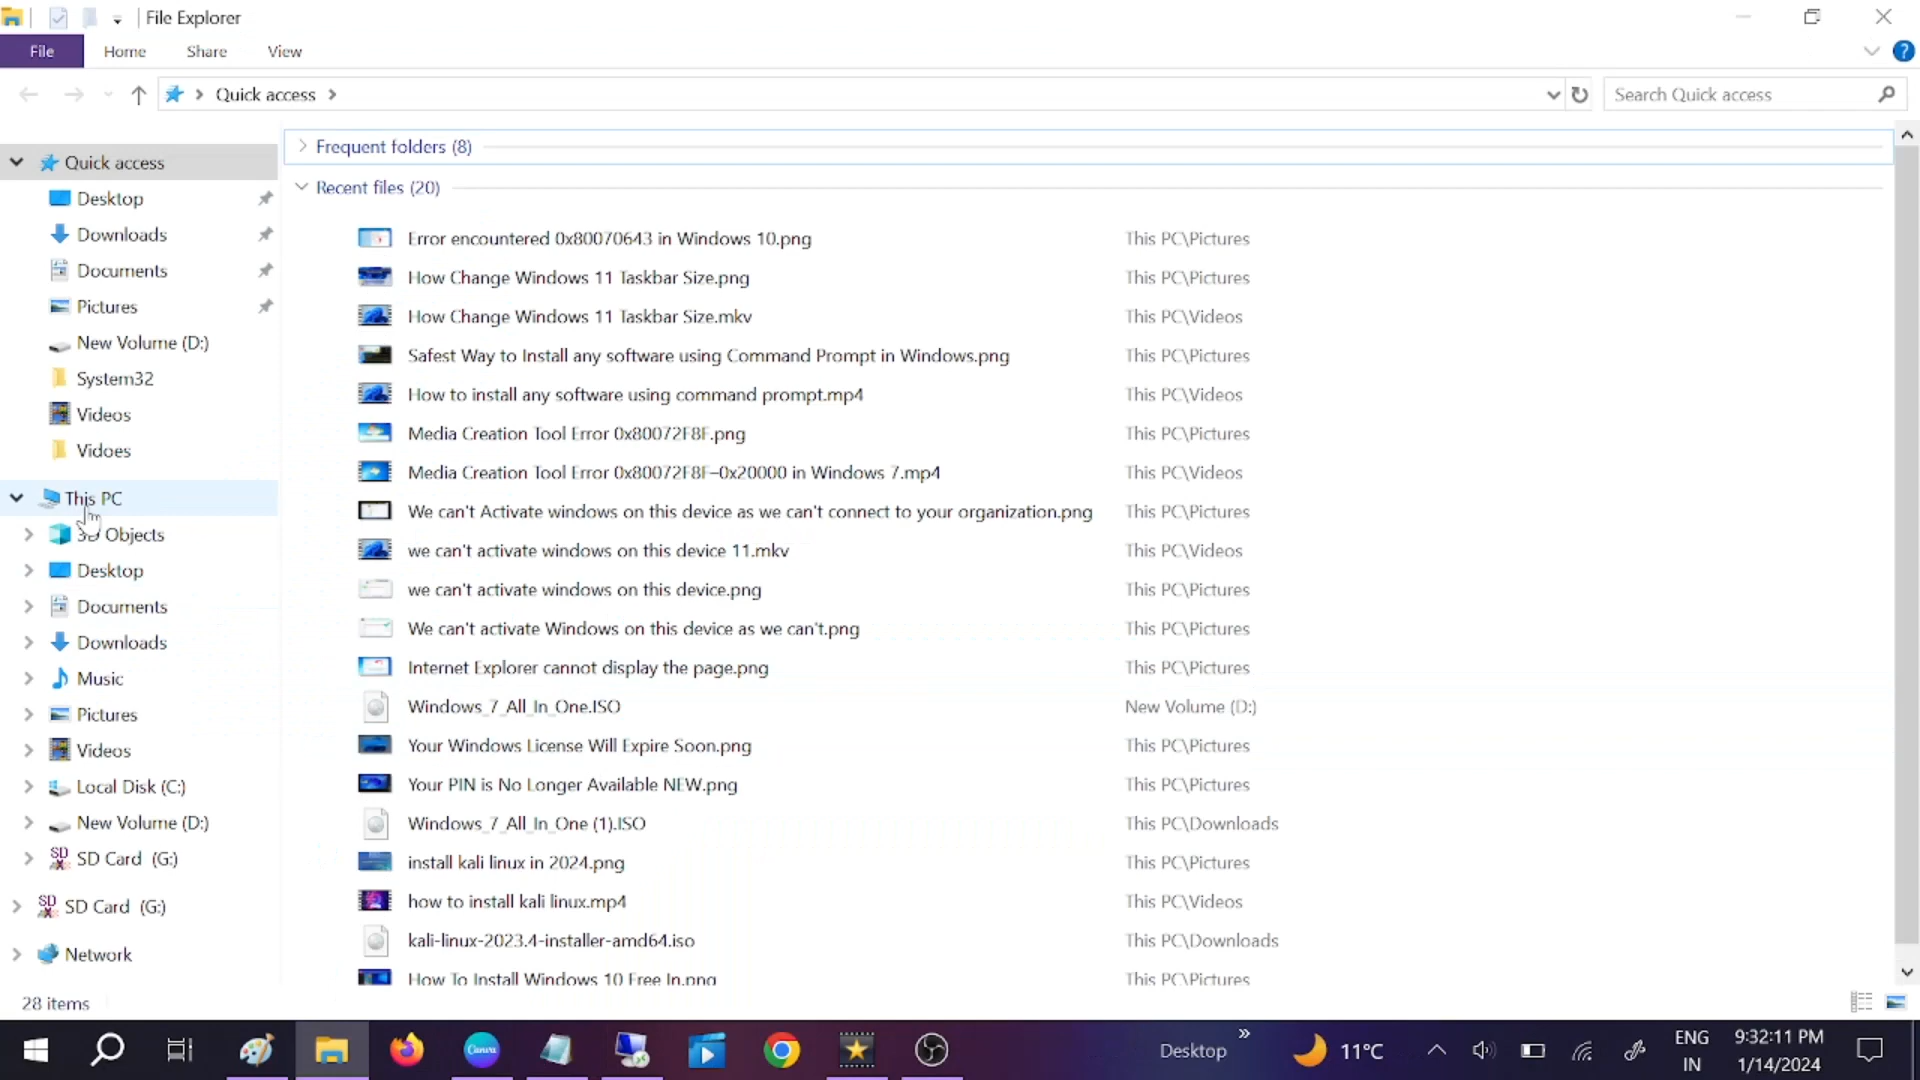 File Explorer
File Home Share View
Quick access
Search Quick access
Quick access
Desktop
Downloads
Documents
Pictures
New Volume (D:)
System32
Videos
Vidoes
This PC
3D Objects
Desktop
Documents
Downloads
Music
Pictures
Videos
Local Disk (C:)
New Volume (D:)
SD Card (G:)
SD Card (G:)
Network
Frequent folders (8)
Recent files (20)
Error encountered 0x80070643 in Windows 10.png This PC\Pictures
How Change Windows 11 Taskbar Size.png This PC\Pictures
How Change Windows 11 Taskbar Size.mkv This PC\Videos
Safest Way to Install any software using Command Prompt in Windows.png This PC\Pictures
How to install any software using command prompt.mp4 This PC\Videos
Media Creation Tool Error 0x80072F8F.png This PC\Pictures
Media Creation Tool Error 0x80072F8F–0x20000 in Windows 7.mp4 This PC\Videos
We can't Activate windows on this device as we can't connect to your organization.png This PC\Pictures
we can't activate windows on this device 11.mkv This PC\Videos
we can't activate windows on this device.png This PC\Pictures
We can't activate Windows on this device as we can't.png This PC\Pictures
Internet Explorer cannot display the page.png This PC\Pictures
Windows_7_All_In_One.ISO New Volume (D:)
Your Windows License Will Expire Soon.png This PC\Pictures
Your PIN is No Longer Available NEW.png This PC\Pictures
Windows_7_All_In_One (1).ISO This PC\Downloads
install kali linux in 2024.png This PC\Pictures
how to install kali linux.mp4 This PC\Videos
kali-linux-2023.4-installer-amd64.iso This PC\Downloads
How To Install Windows 10 Free In.png This PC\Pictures
28 items
Canva
Desktop
11°C
ENG
IN
9:32:11 PM
1/14/2024